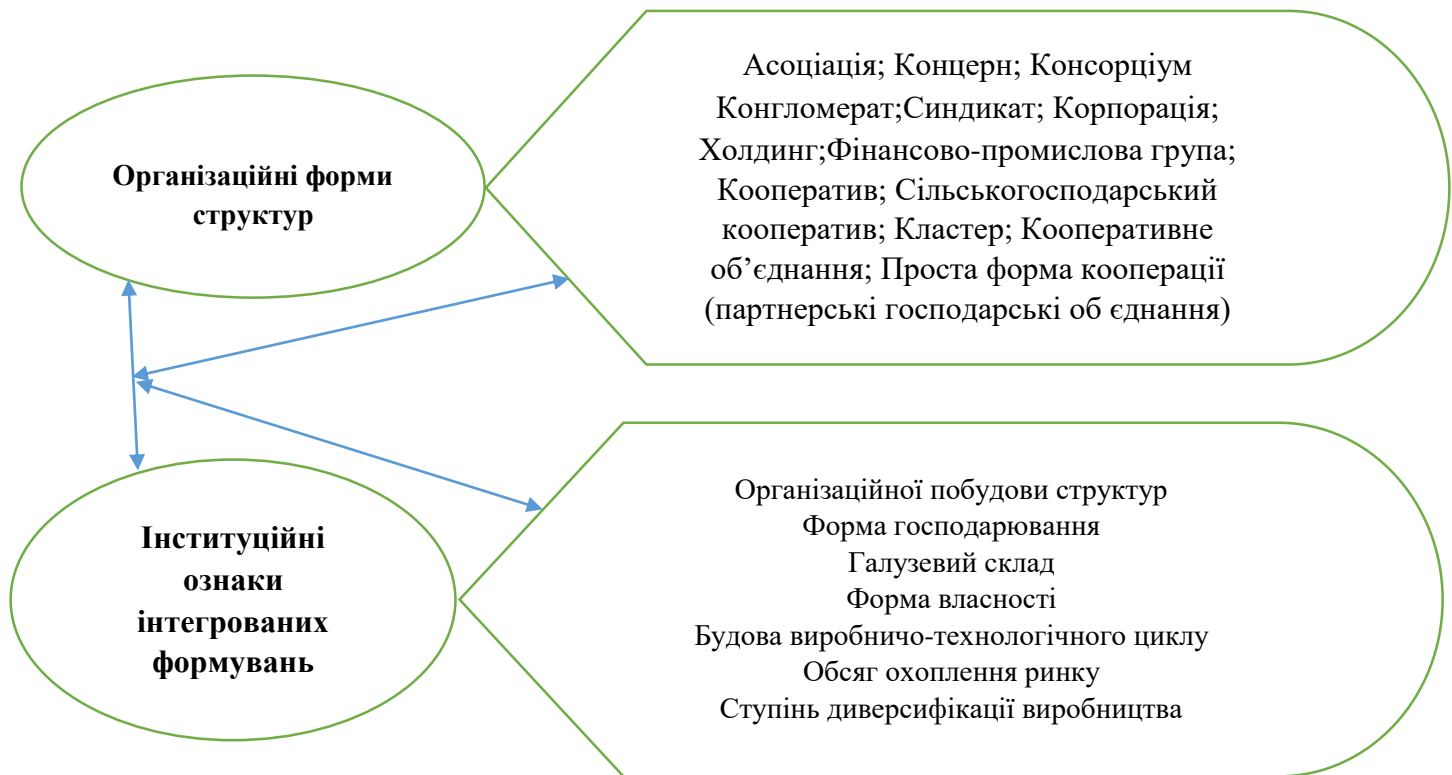 Організаційні форми
структур
Асоціація; Концерн; Консорціум
Конгломерат;Синдикат; Корпорація;
Холдинг;Фінансово-промислова група;
Кооператив; Сільськогосподарський
кооператив; Кластер; Кооперативне
об’єднання; Проста форма кооперації
(партнерські господарські об єднання)
Інституційні
ознаки
інтегрованих
формувань
Організаційної побудови структур
Форма господарювання
Галузевий склад
Форма власності
Будова виробничо-технологічного циклу
Обсяг охоплення ринку
Ступінь диверсифікації виробництва